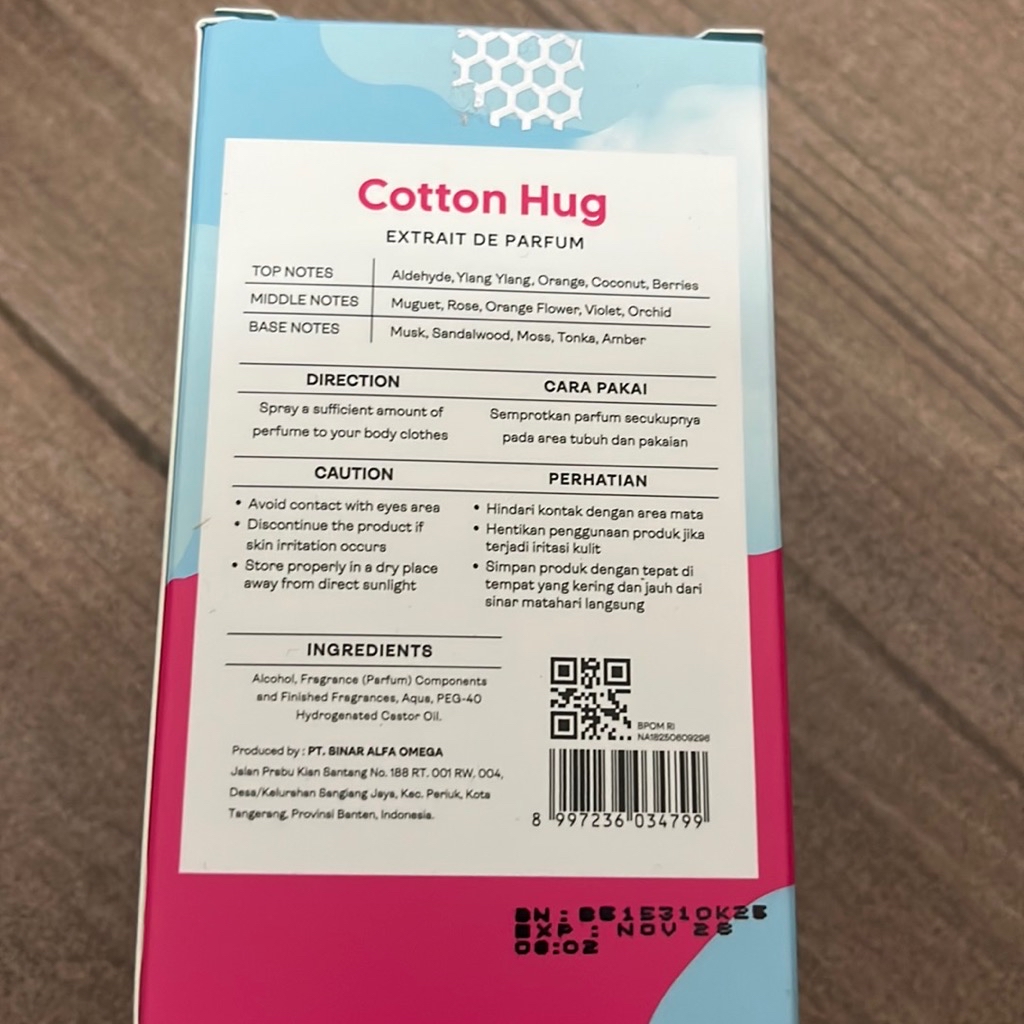 Cotton Hug
EXTRAIT DE PARFUM
TOP NOTES Aldehyde, Ylang Ylang, Orange, Coconut, Berries
MIDDLE NOTES Muguet, Rose, Orange Flower, Violet, Orchid
BASE NOTES Musk, Sandalwood, Moss, Tonka, Amber
DIRECTION
Spray a sufficient amount of
perfume to your body clothes
CARA PAKAI
Semprotkan parfum secukupnya
pada area tubuh dan pakaian
CAUTION
• Avoid contact with eyes area
• Discontinue the product if
skin irritation occurs
• Store properly in a dry place
away from direct sunlight
PERHATIAN
• Hindari kontak dengan area mata
• Hentikan penggunaan produk jika
terjadi iritasi kulit
• Simpan produk dengan tepat di
tempat yang kering dan jauh dari
sinar matahari langsung
INGREDIENTS
Alcohol, Fragrance (Parfum) Components
and Finished Fragrances, Aqua, PEG-40
Hydrogenated Castor Oil.
Produced by : PT. SINAR ALFA OMEGA
Jalan Prabu Kian Santang No. 188 RT. 001 RW. 004,
Desa/Kelurahan Sangiang Jaya, Kec. Periuk, Kota
Tangerang, Provinsi Banten, Indonesia.
BPOM RI
NA18250609296
8 997236 034799
BN :
EXP : NOV 28
06:02